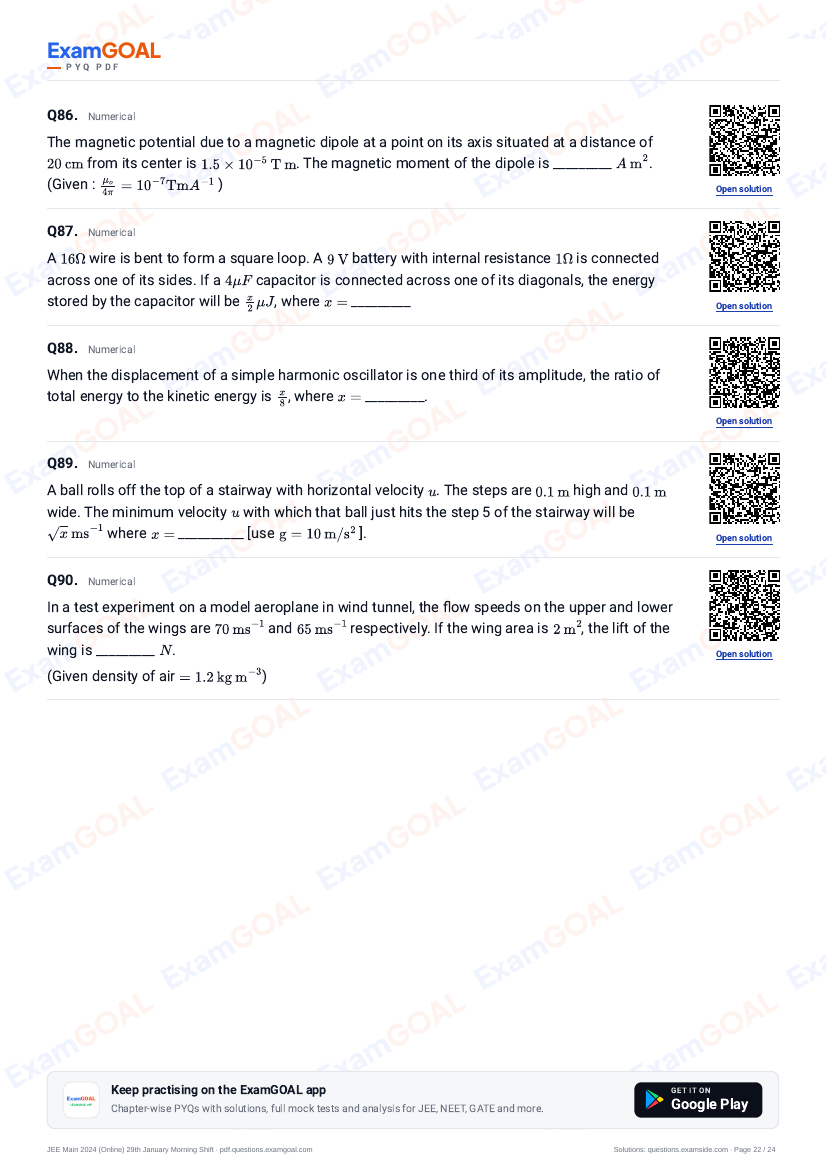 ExamGOAL
PYQ PDF
Q86. Numerical
The magnetic potential due to a magnetic dipole at a point on its axis situated at a distance of
20 cm from its center is 1.5 × 10⁻⁵ T m. The magnetic moment of the dipole is ________ A m².
(Given : μ₀/4π = 10⁻⁷TmA⁻¹ )
Open solution
Q87. Numerical
A 16Ω wire is bent to form a square loop. A 9 V battery with internal resistance 1Ω is connected
across one of its sides. If a 4μF capacitor is connected across one of its diagonals, the energy
stored by the capacitor will be x/2 μJ, where x = ________
Open solution
Q88. Numerical
When the displacement of a simple harmonic oscillator is one third of its amplitude, the ratio of
total energy to the kinetic energy is x/8, where x = ________.
Open solution
Q89. Numerical
A ball rolls off the top of a stairway with horizontal velocity u. The steps are 0.1 m high and 0.1 m
wide. The minimum velocity u with which that ball just hits the step 5 of the stairway will be
√x ms⁻¹ where x = _________ [use g = 10 m/s² ].
Open solution
Q90. Numerical
In a test experiment on a model aeroplane in wind tunnel, the flow speeds on the upper and lower
surfaces of the wings are 70 ms⁻¹ and 65 ms⁻¹ respectively. If the wing area is 2 m², the lift of the
wing is ________ N.
(Given density of air = 1.2 kg m⁻³)
Open solution
Keep practising on the ExamGOAL app
Chapter-wise PYQs with solutions, full mock tests and analysis for JEE, NEET, GATE and more.
GET IT ON
Google Play
JEE Main 2024 (Online) 29th January Morning Shift · pdf.questions.examgoal.com
Solutions: questions.examside.com · Page 22 / 24